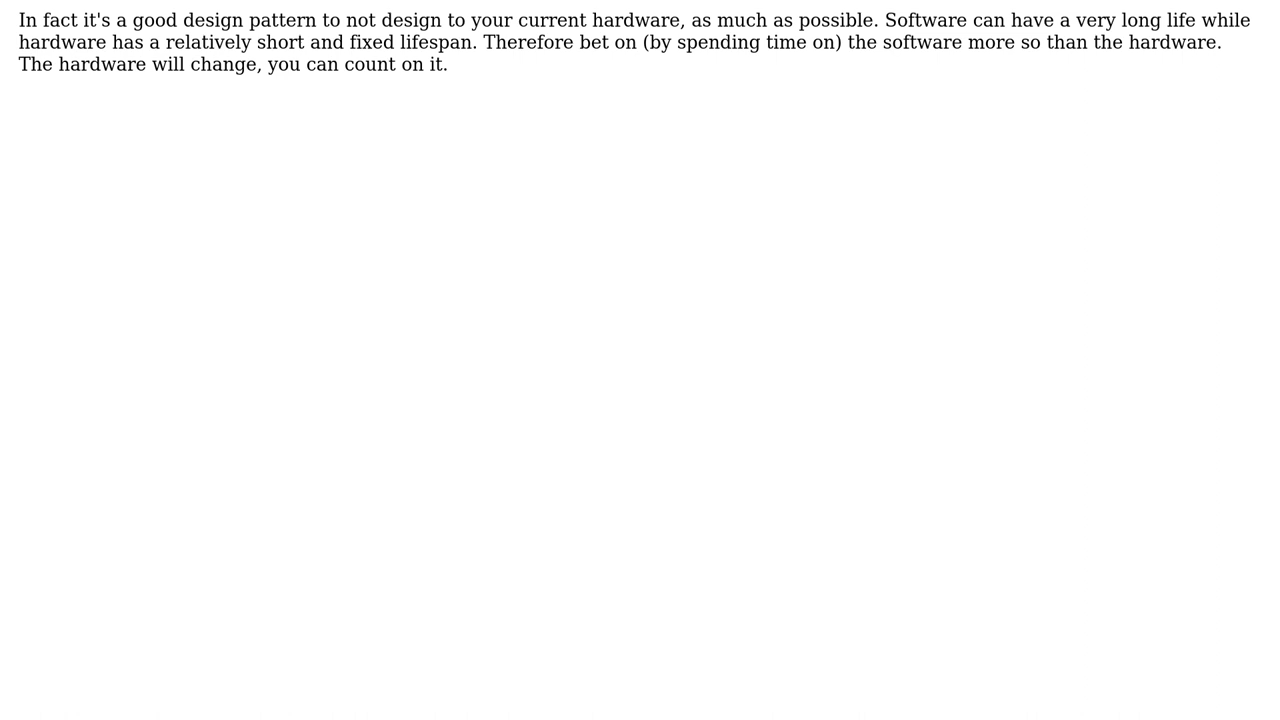 In fact it's a good design pattern to not design to your current hardware, as much as possible. Software can have a very long life while
hardware has a relatively short and fixed lifespan. Therefore bet on (by spending time on) the software more so than the hardware.
The hardware will change, you can count on it.